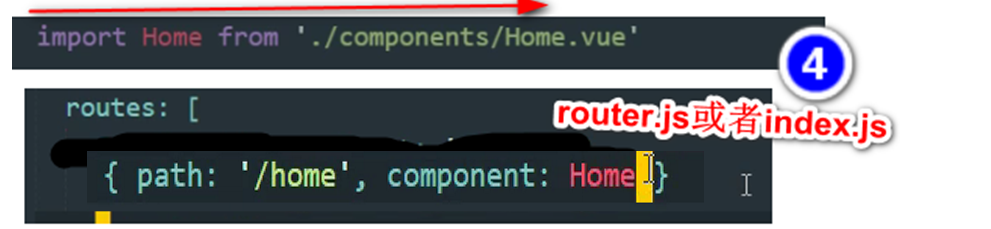 import Home from './components/Home.vue'
4
routes: [
router.js或者index.js
{ path: '/home', component: Home }